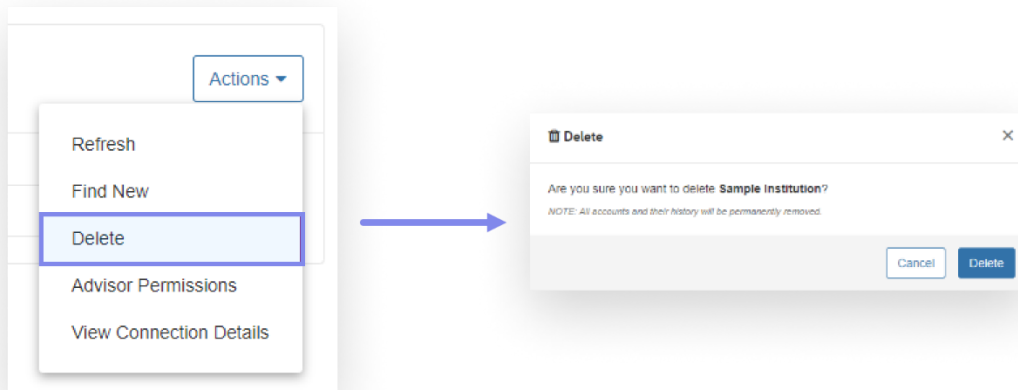 Actions
Refresh
Find New
Delete
Advisor Permissions
View Connection Details
Delete
Are you sure you want to delete Sample Institution?
NOTE: All accounts and their history will be permanently removed.
Cancel Delete